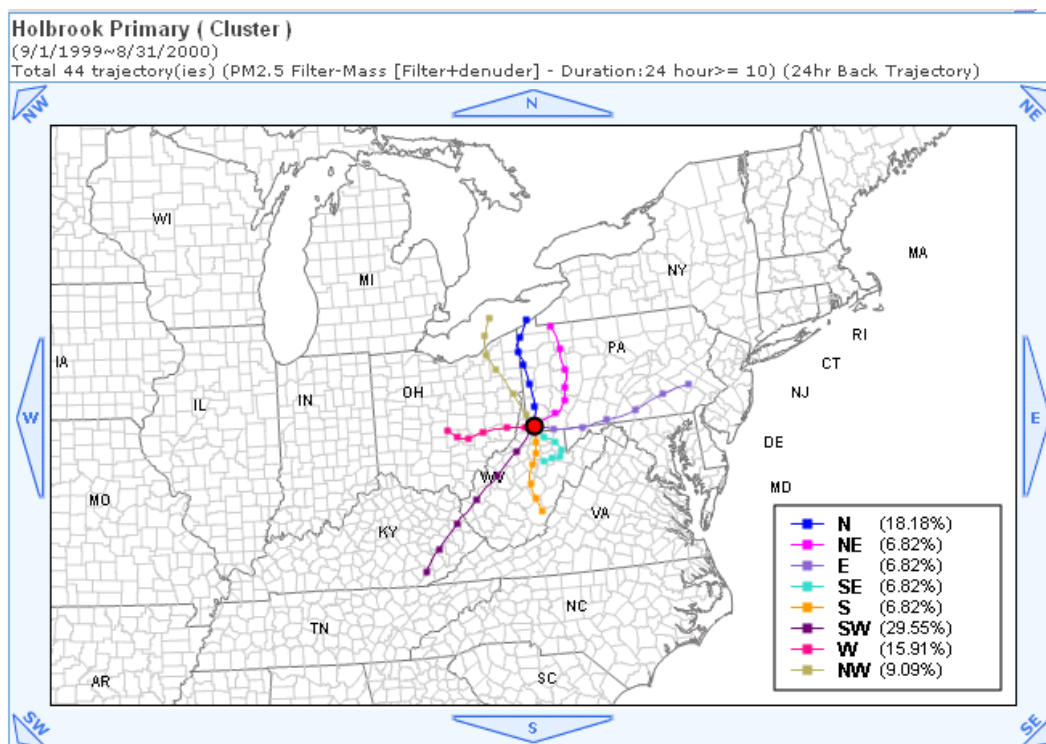 Holbrook Primary ( Cluster )
(9/1/1999~8/31/2000)
Total 44 trajectory(ies) (PM2.5 Filter-Mass [Filter+denuder] - Duration:24 hour>= 10) (24hr Back Trajectory)
NW
N
NE
WI
MI
NY
MA
RI
CT
PA
IA
OH
NJ
IL
IN
W
E
DE
WV
MD
MO
VA
KY
N (18.18%)
NE (6.82%)
E (6.82%)
SE (6.82%)
S (6.82%)
SW (29.55%)
W (15.91%)
NW (9.09%)
NC
TN
SC
AR
SW
S
SE